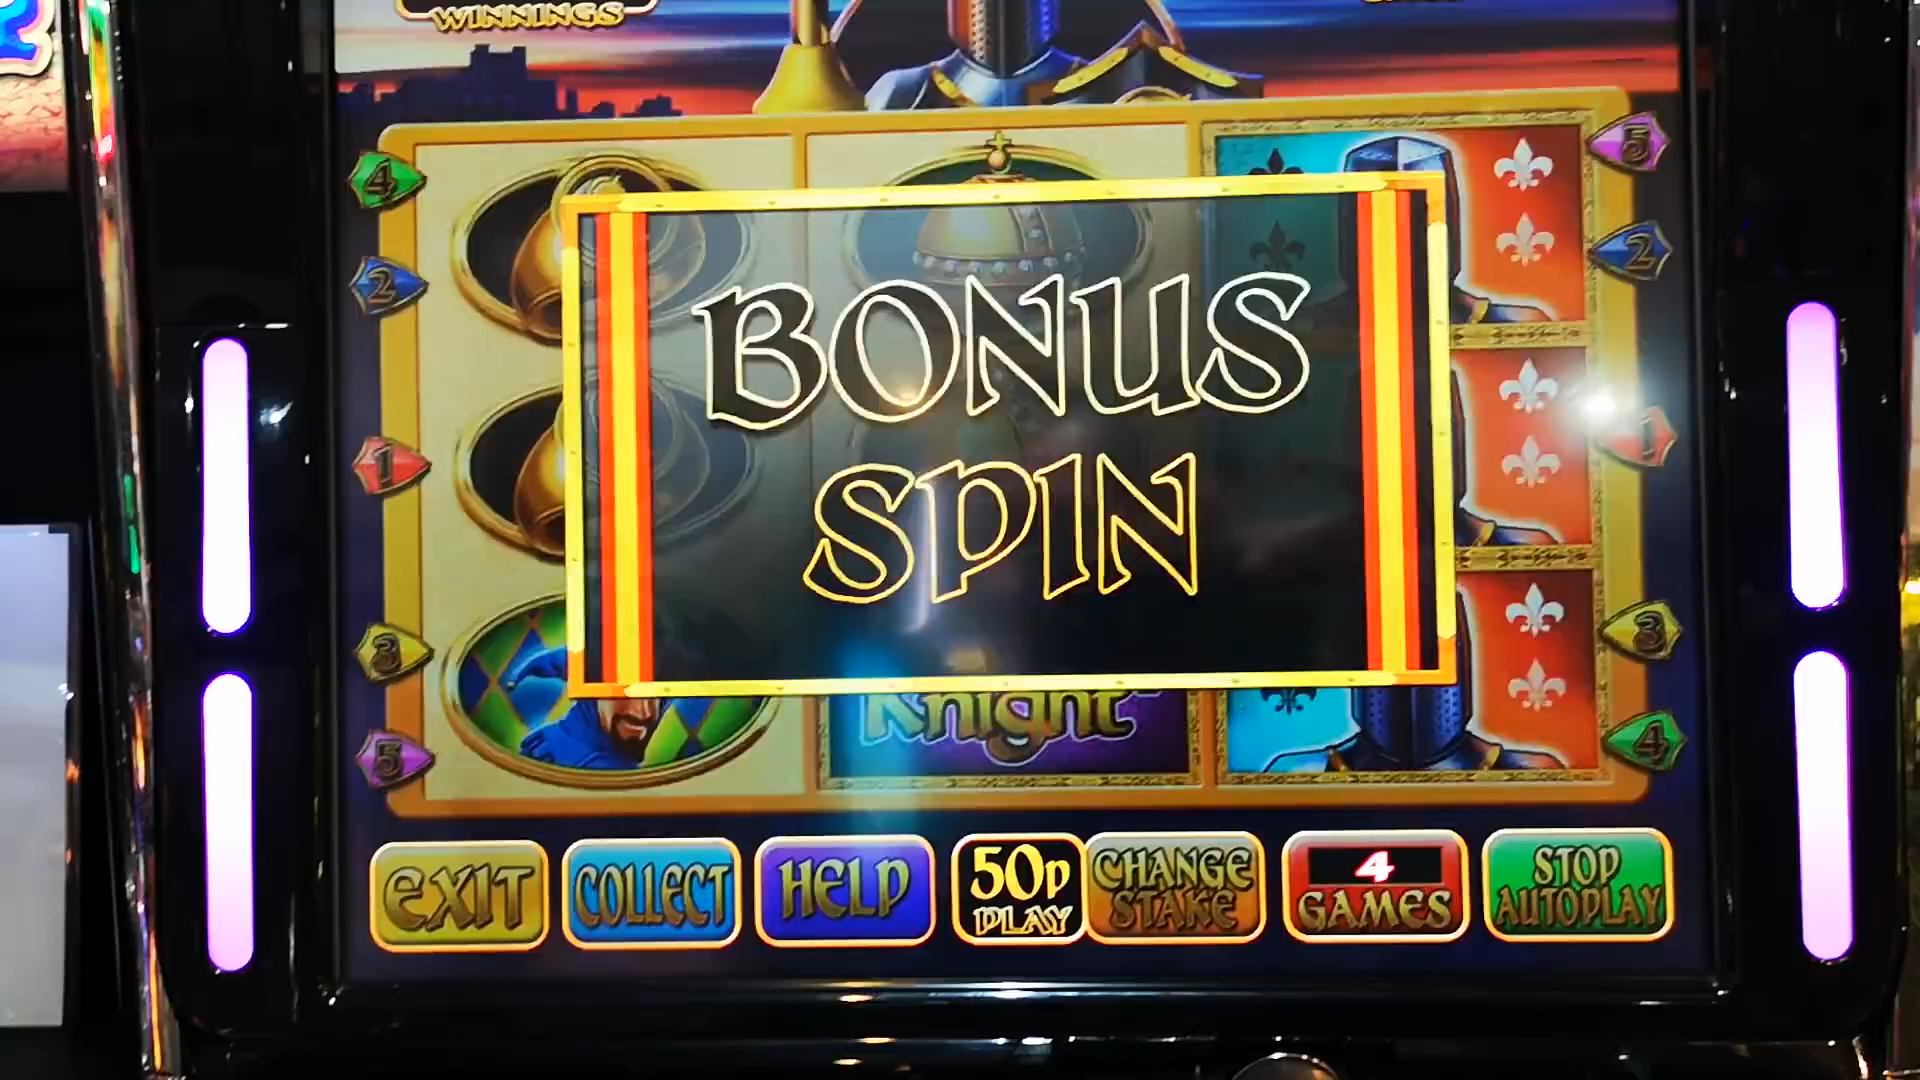 WINNINGS
4
5
2
2
BONUS
SPIN
1
1
3
3
Knight
5
4
EXIT
COLLECT
HELP
50p
PLAY
CHANGE
STAKE
4
GAMES
STOP
AUTOPLAY